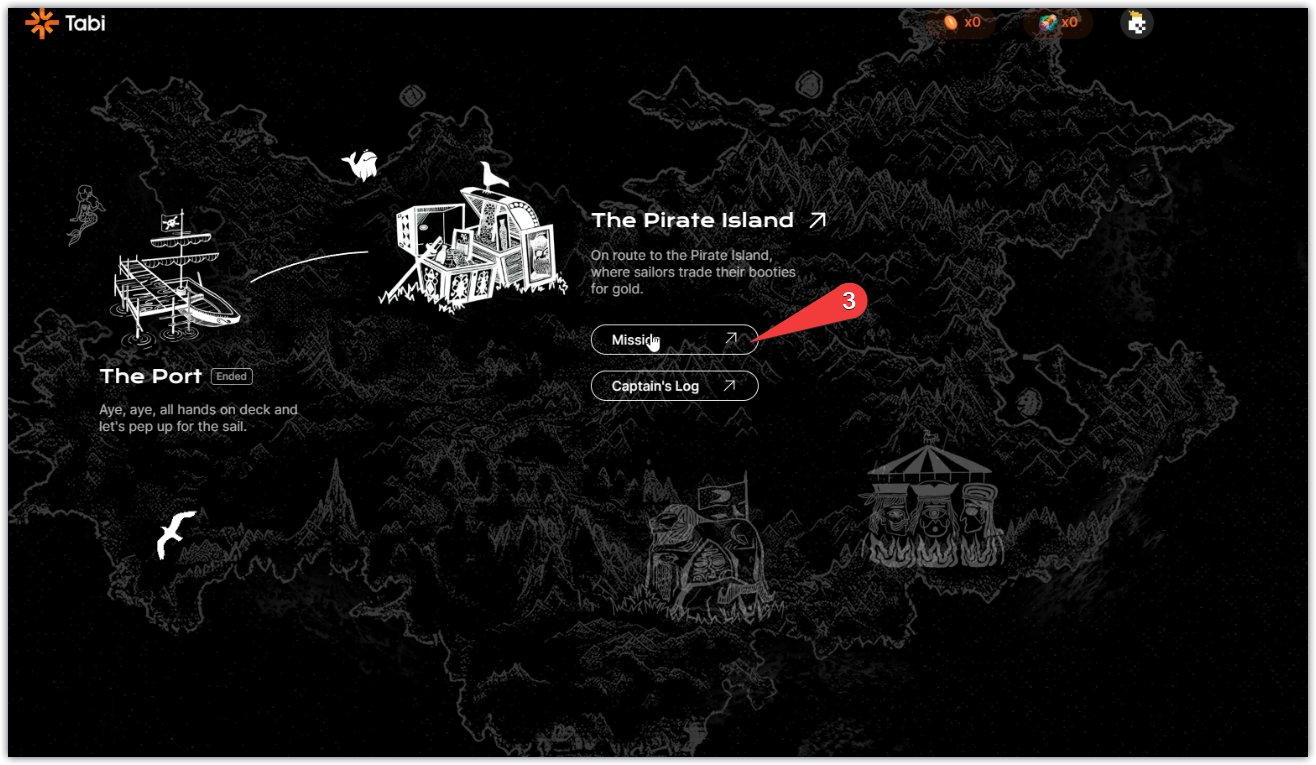 Tabi
x0
x0
The Pirate Island
On route to the Pirate Island,
where sailors trade their booties
for gold.
3
Captain's Log
The Port
Ended
Aye, aye, all hands on deck and
let's pep up for the sail.